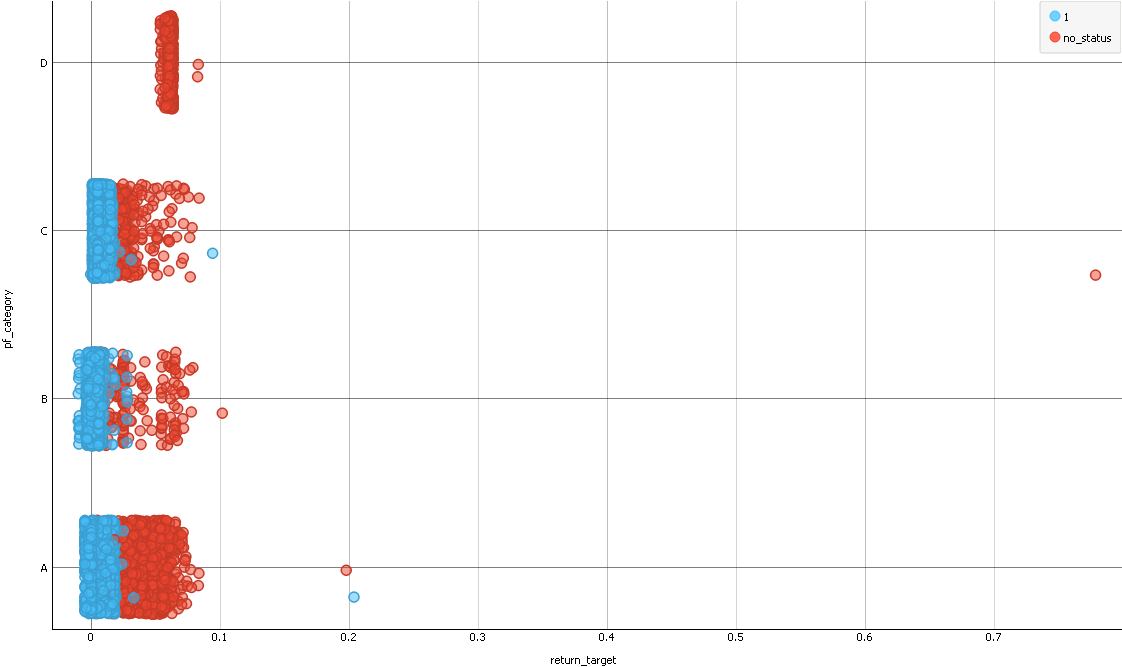 1
no_status
D
C
B
A
pf_category
0
0.1
0.2
0.3
0.4
0.5
0.6
0.7
return_target